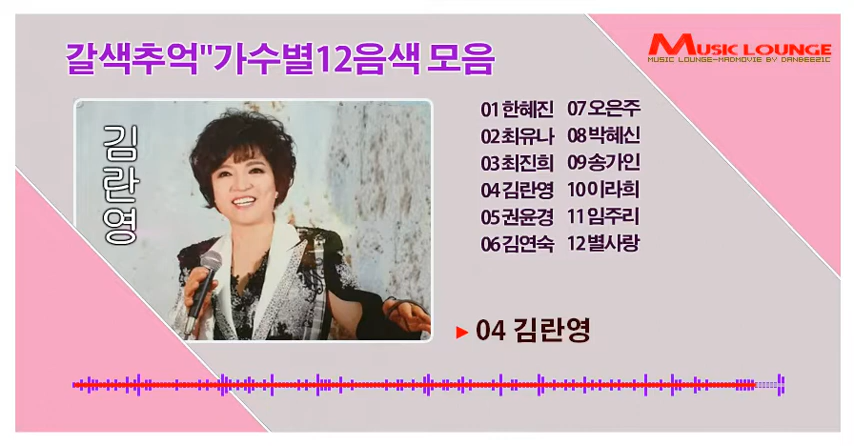 갈색추억"가수별12음색 모음
MUSIC LOUNGE
MUSIC LOUNGE-MADMOVIE BY DANBEE2IC
김란영
01 한혜진 07 오은주
02 최유나 08 박혜신
03 최진희 09 송가인
04 김란영 10 이라희
05 권윤경 11 임주리
06 김연숙 12 별사랑
04 김란영